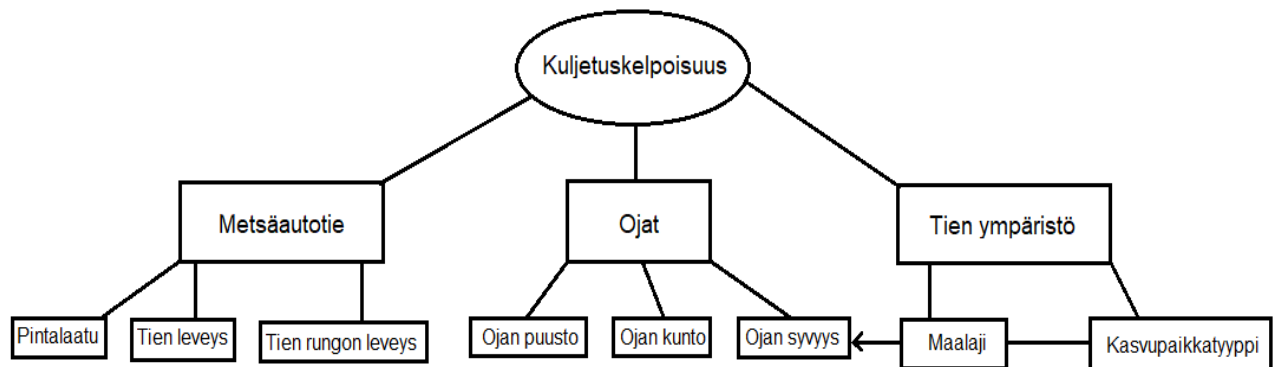 Kuljetuskelpoisuus
Metsäautotie
Ojat
Tien ympäristö
Pintalaatu
Tien leveys
Tien rungon leveys
Ojan puusto
Ojan kunto
Ojan syvyys
Maalaji
Kasvupaikkatyyppi